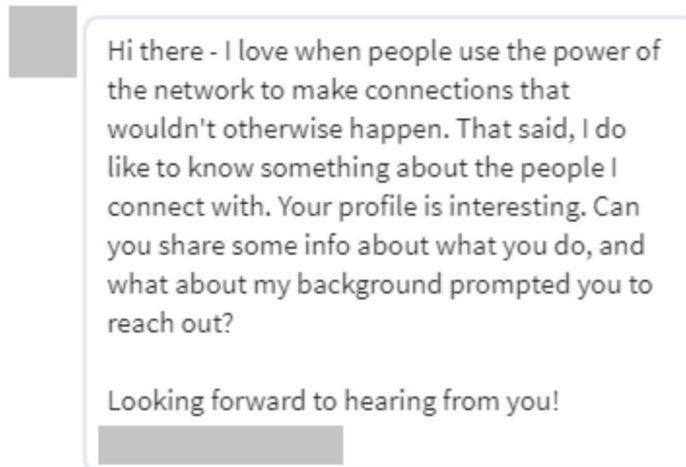 Hi there - I love when people use the power of
the network to make connections that
wouldn't otherwise happen. That said, I do
like to know something about the people I
connect with. Your profile is interesting. Can
you share some info about what you do, and
what about my background prompted you to
reach out?
Looking forward to hearing from you!